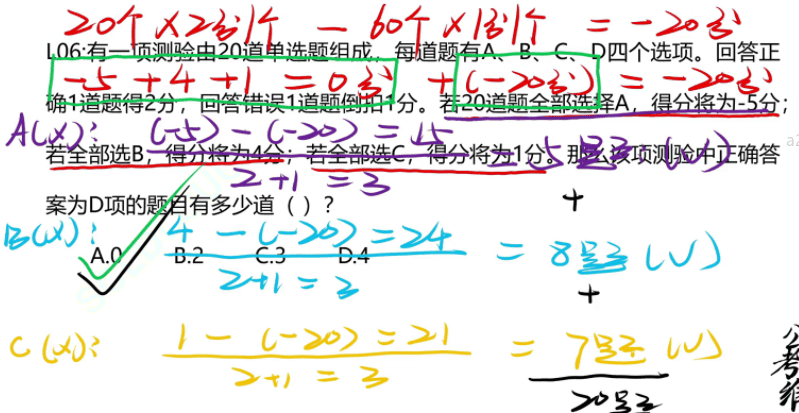 20个×2分/个 - 60个×1分/个 = -20分
L06:有一项测验由20道单选题组成，每道题有A、B、C、D四个选项。回答正
-5+4+1=0分 +(-20分)=-20分
确1道题得2分，回答错误1道题倒扣1分。若20道题全部选择A，得分将为-5分；
A(X): (-5)-(-20)=15 = 5题 (√)
2+1=3
若全部选B，得分将为4分；若全部选C，得分将为1分。那么该项测验中正确答
+
案为D项的题目有多少道（ ）？
B(X): 4-(-20)=24 = 8题 (√)
2+1=3
A.0 B.2 C.3 D.4
+
C(X): 1-(-20)=21 = 7题 (√)
2+1=3
20题